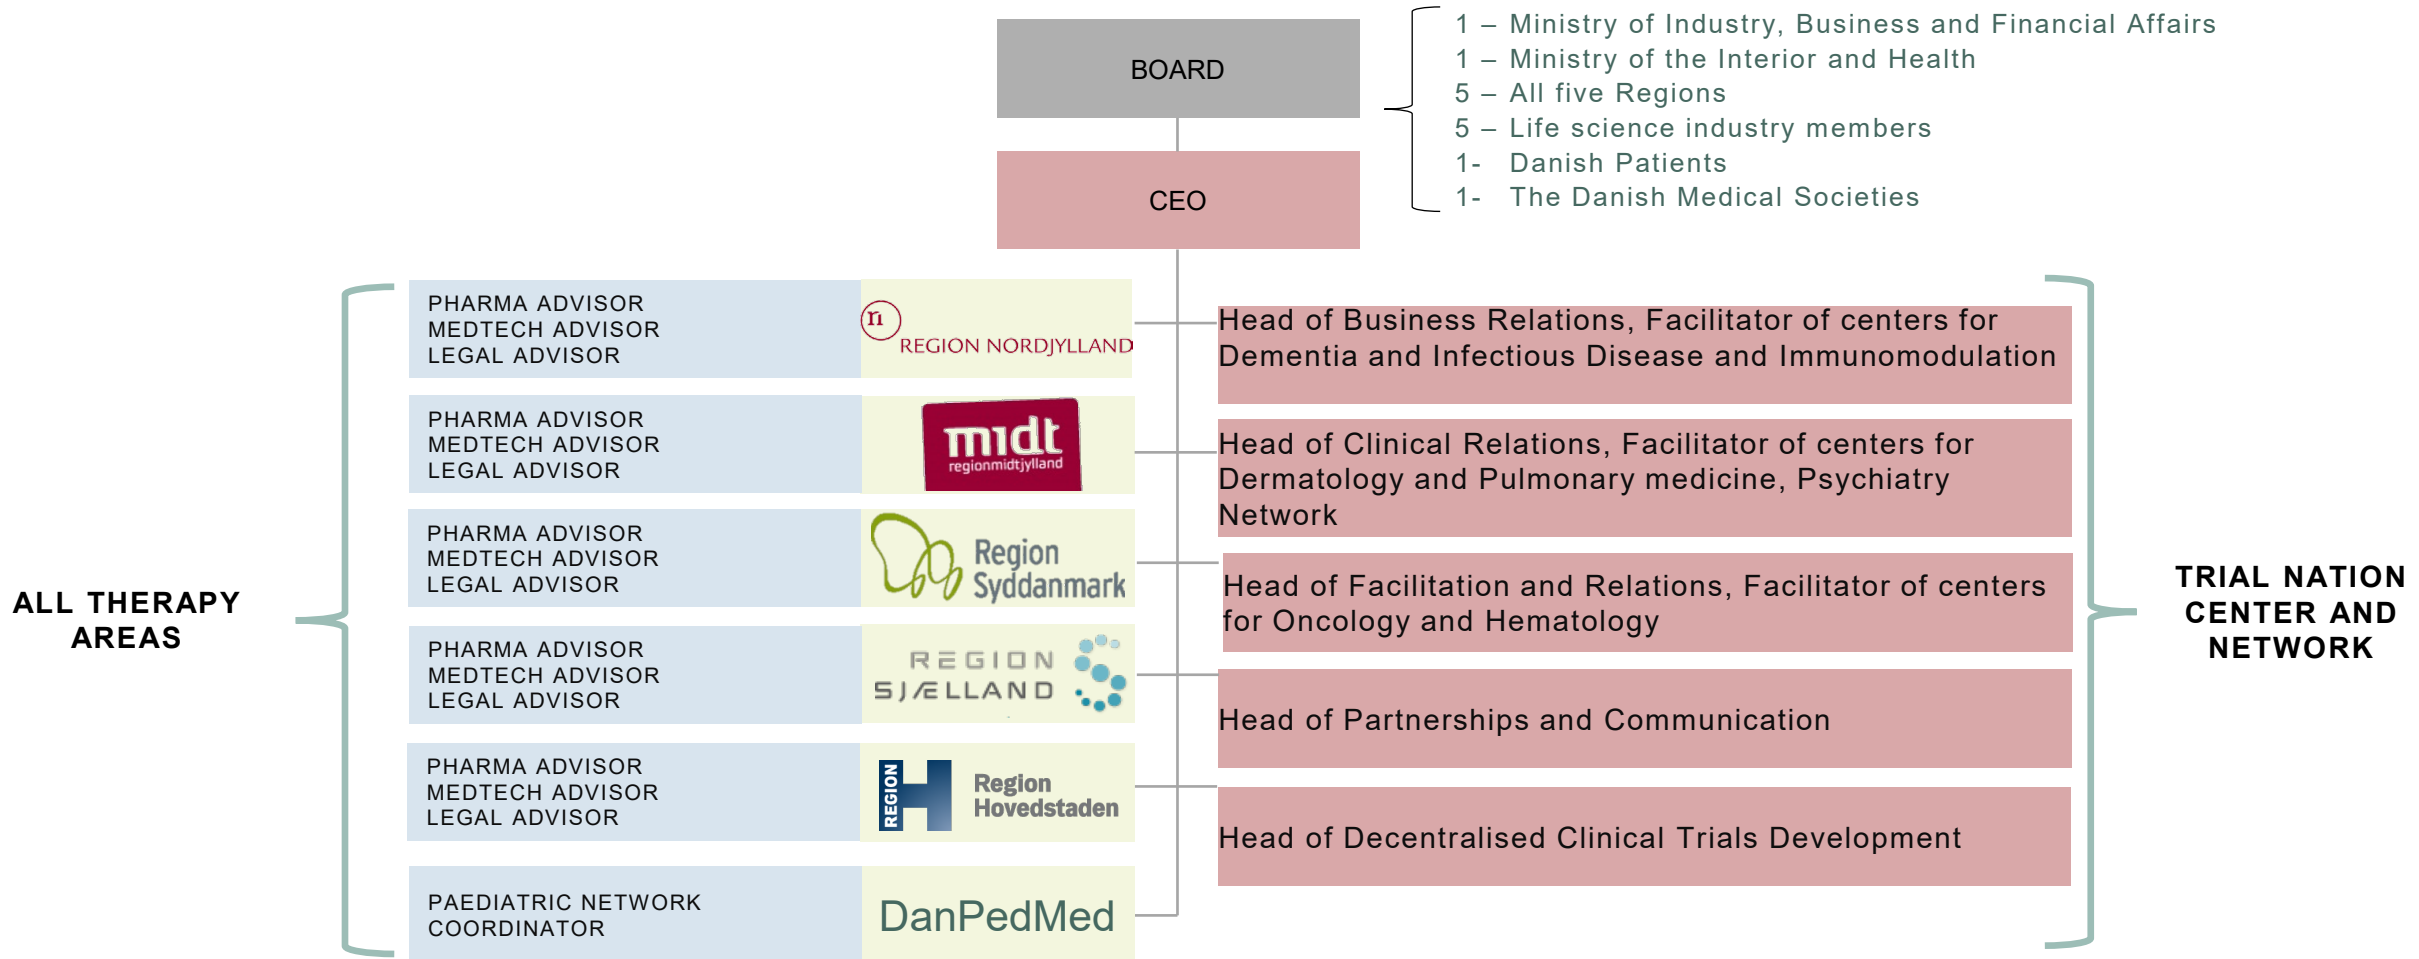 BOARD
1 – Ministry of Industry, Business and Financial Affairs
1 – Ministry of the Interior and Health
5 – All five Regions
5 – Life science industry members
1- Danish Patients
1- The Danish Medical Societies
CEO
ALL THERAPY
AREAS
PHARMA ADVISOR
MEDTECH ADVISOR
LEGAL ADVISOR
REGION NORDJYLLAND
Head of Business Relations, Facilitator of centers for
Dementia and Infectious Disease and Immunomodulation
PHARMA ADVISOR
MEDTECH ADVISOR
LEGAL ADVISOR
midt
regionmidtjylland
Head of Clinical Relations, Facilitator of centers for
Dermatology and Pulmonary medicine, Psychiatry
Network
PHARMA ADVISOR
MEDTECH ADVISOR
LEGAL ADVISOR
Region
Syddanmark
Head of Facilitation and Relations, Facilitator of centers
for Oncology and Hematology
PHARMA ADVISOR
MEDTECH ADVISOR
LEGAL ADVISOR
REGION
SJÆLLAND
Head of Partnerships and Communication
PHARMA ADVISOR
MEDTECH ADVISOR
LEGAL ADVISOR
REGION H
Region
Hovedstaden
Head of Decentralised Clinical Trials Development
PAEDIATRIC NETWORK
COORDINATOR
DanPedMed
TRIAL NATION
CENTER AND
NETWORK